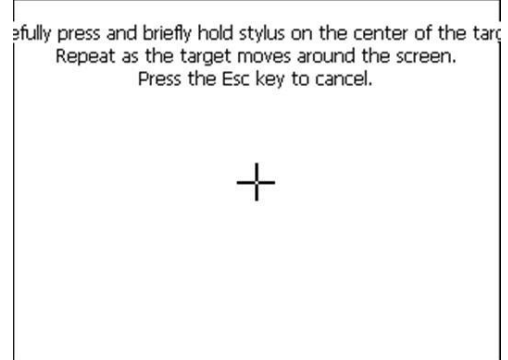 efully press and briefly hold stylus on the center of the targ
Repeat as the target moves around the screen.
Press the Esc key to cancel.